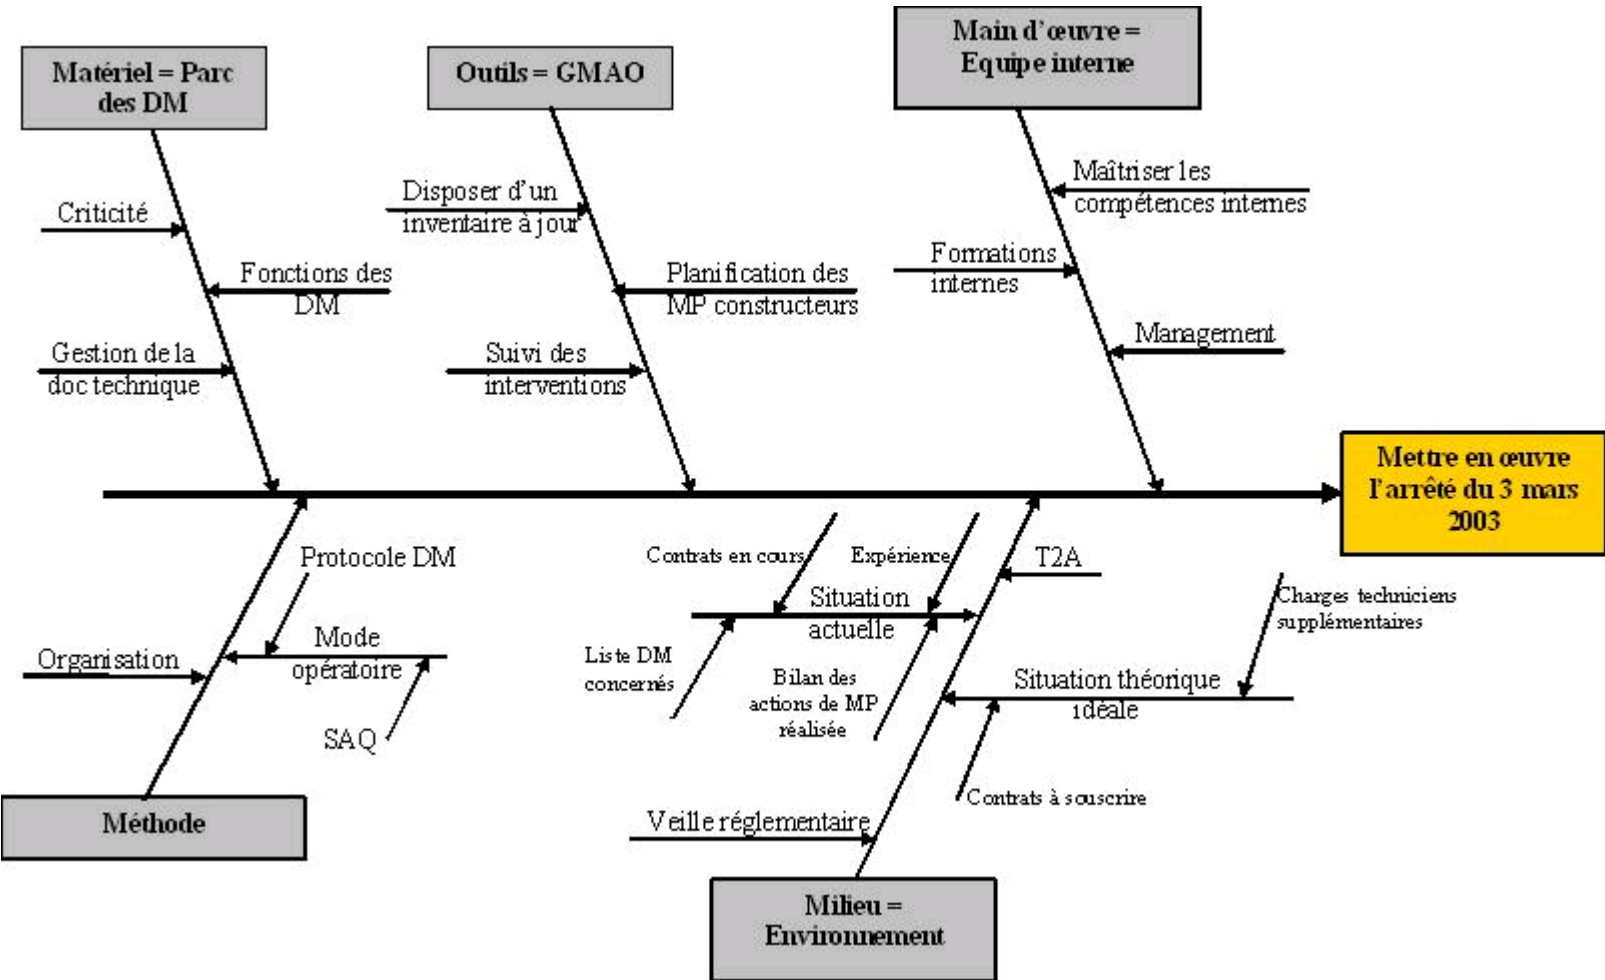 Matériel = Parc
des DM
Outils = GMAO
Main d'œuvre =
Equipe interne
Criticité
Fonctions des
DM
Gestion de la
doc technique
Disposer d'un
inventaire à jour
Planification des
MP constructeurs
Suivi des
interventions
Maîtriser les
compétences internes
Formations
internes
Management
Mettre en œuvre
l'arrêté du 3 mars
2003
Protocole DM
Organisation
Mode
opératoire
SAQ
Méthode
Contrats en cours
Expérience
T2A
Situation
actuelle
Liste DM
concernés
Bilan des
actions de MP
réalisée
Charges techniciens
supplémentaires
Situation théorique
idéale
Contrats à souscrire
Veille réglementaire
Milieu =
Environnement